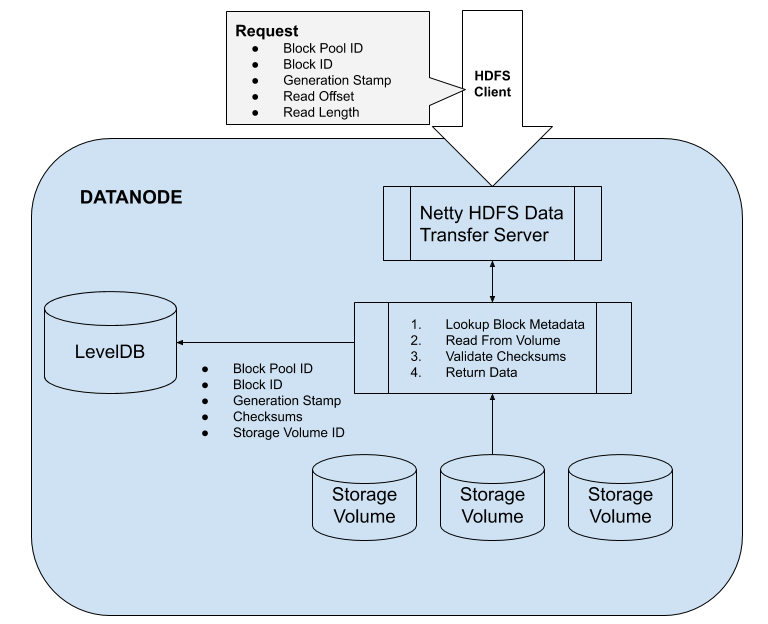 Request
● Block Pool ID
● Block ID
● Generation Stamp
● Read Offset
● Read Length
HDFS
Client
DATANODE
Netty HDFS Data
Transfer Server
LevelDB
1. Lookup Block Metadata
2. Read From Volume
3. Validate Checksums
4. Return Data
● Block Pool ID
● Block ID
● Generation Stamp
● Checksums
● Storage Volume ID
Storage
Volume
Storage
Volume
Storage
Volume